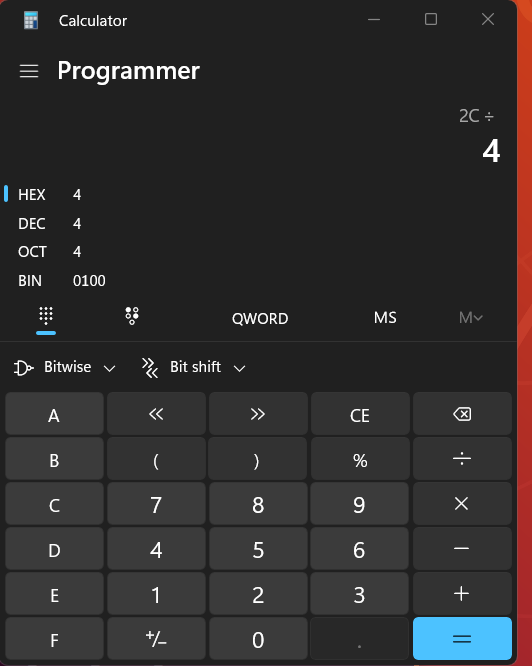 Calculator
Programmer
2C ÷
4
HEX 4
DEC 4
OCT 4
BIN 0100
QWORD MS M
Bitwise Bit shift
A « » CE
B ( ) % ÷
C 7 8 9 ×
D 4 5 6 −
E 1 2 3 +
F +/− 0 . =